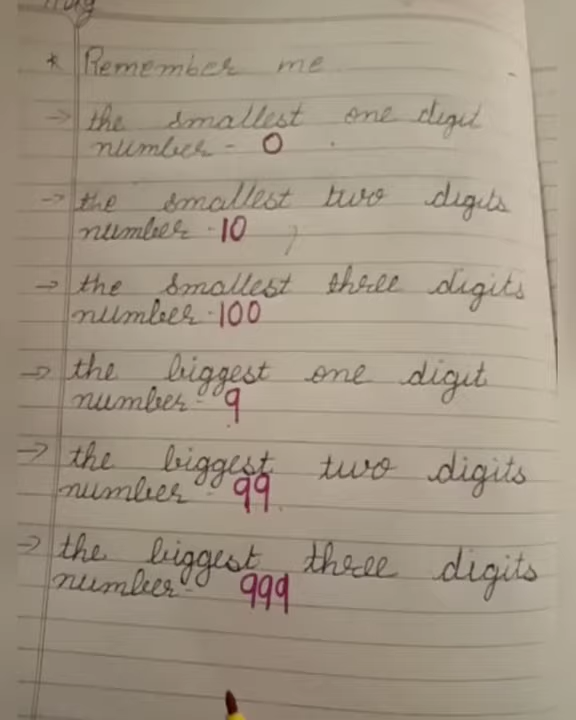 * Remember me
→ the smallest one digit
number - 0
→ the smallest two digits
number - 10
→ the smallest three digits
number - 100
→ the biggest one digit
number - 9
→ the biggest two digits
number - 99
→ the biggest three digits
number - 999